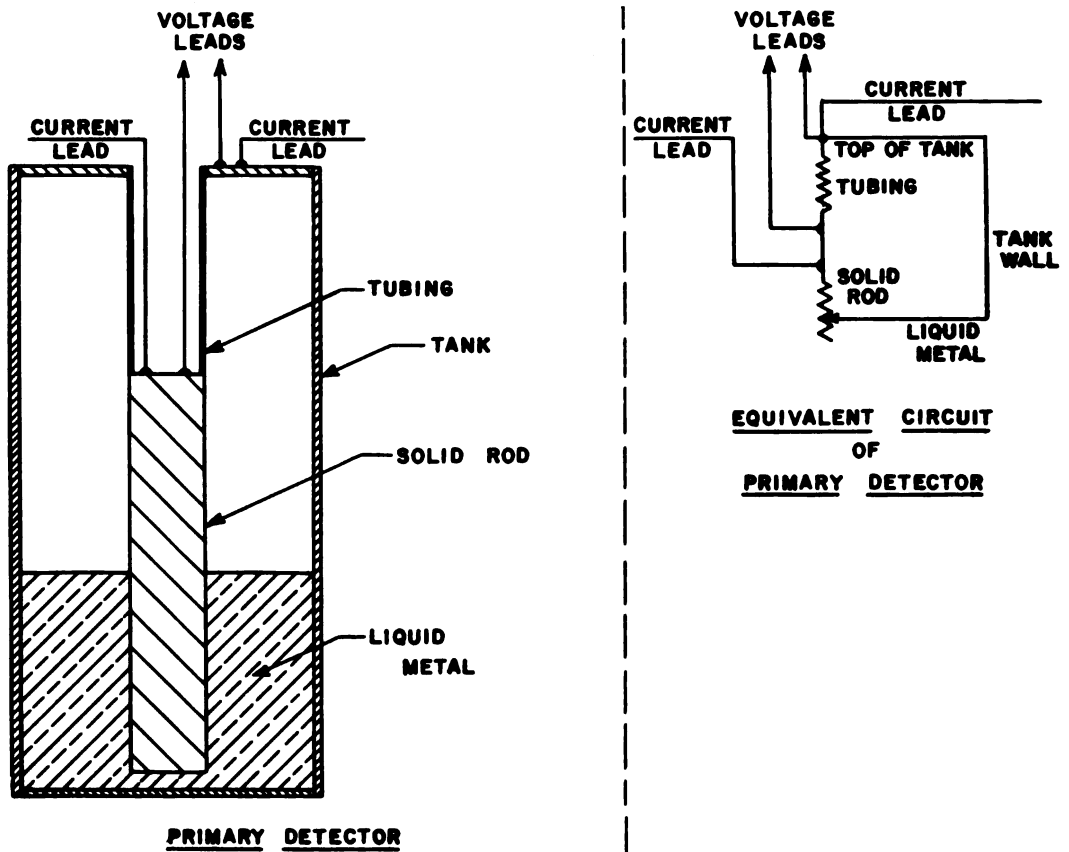 VOLTAGE
LEADS
CURRENT
LEAD
CURRENT
LEAD
TUBING
TANK
SOLID ROD
LIQUID
METAL
PRIMARY DETECTOR
VOLTAGE
LEADS
CURRENT
LEAD
CURRENT
LEAD
TOP OF TANK
TUBING
TANK
WALL
SOLID
ROD
LIQUID
METAL
EQUIVALENT CIRCUIT
OF
PRIMARY DETECTOR